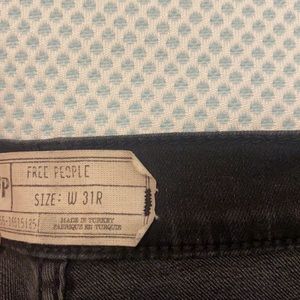 FREE PEOPLE
SIZE: W 31R
MADE IN TURKEY
FABRIQUE EN TURQUIE